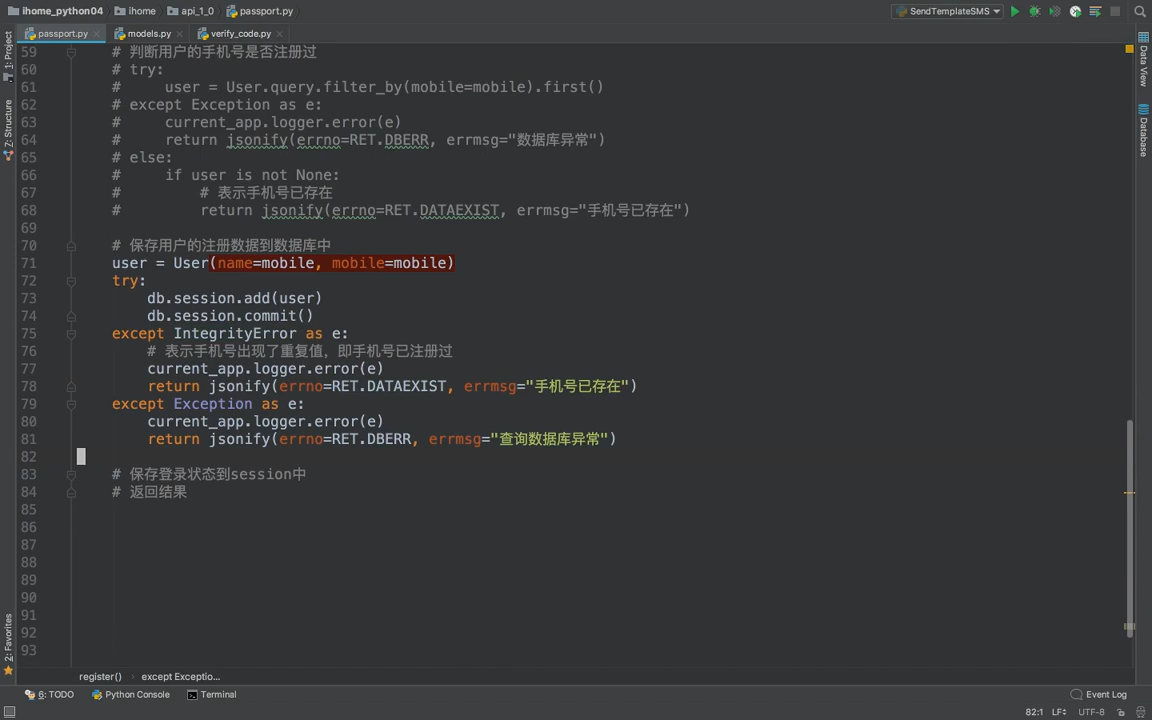 ihome_python04 ihome api_1_0 passport.py SendTemplateSMS
passport.py models.py verify_code.py
1: Project
Z: Structure
2: Favorites
Data View
Database
59 # 判断用户的手机号是否注册过
60 # try:
61 #     user = User.query.filter_by(mobile=mobile).first()
62 # except Exception as e:
63 #     current_app.logger.error(e)
64 #     return jsonify(errno=RET.DBERR, errmsg="数据库异常")
65 # else:
66 #     if user is not None:
67 #         # 表示手机号已存在
68 #         return jsonify(errno=RET.DATAEXIST, errmsg="手机号已存在")
69
70 # 保存用户的注册数据到数据库中
71 user = User(name=mobile, mobile=mobile)
72 try:
73     db.session.add(user)
74     db.session.commit()
75 except IntegrityError as e:
76     # 表示手机号出现了重复值，即手机号已注册过
77     current_app.logger.error(e)
78     return jsonify(errno=RET.DATAEXIST, errmsg="手机号已存在")
79 except Exception as e:
80     current_app.logger.error(e)
81     return jsonify(errno=RET.DBERR, errmsg="查询数据库异常")
82
83 # 保存登录状态到session中
84 # 返回结果
85
86
87
88
89
90
91
92
93
register() › except Exceptio...
6: TODO Python Console Terminal Event Log
82:1 LF÷ UTF-8